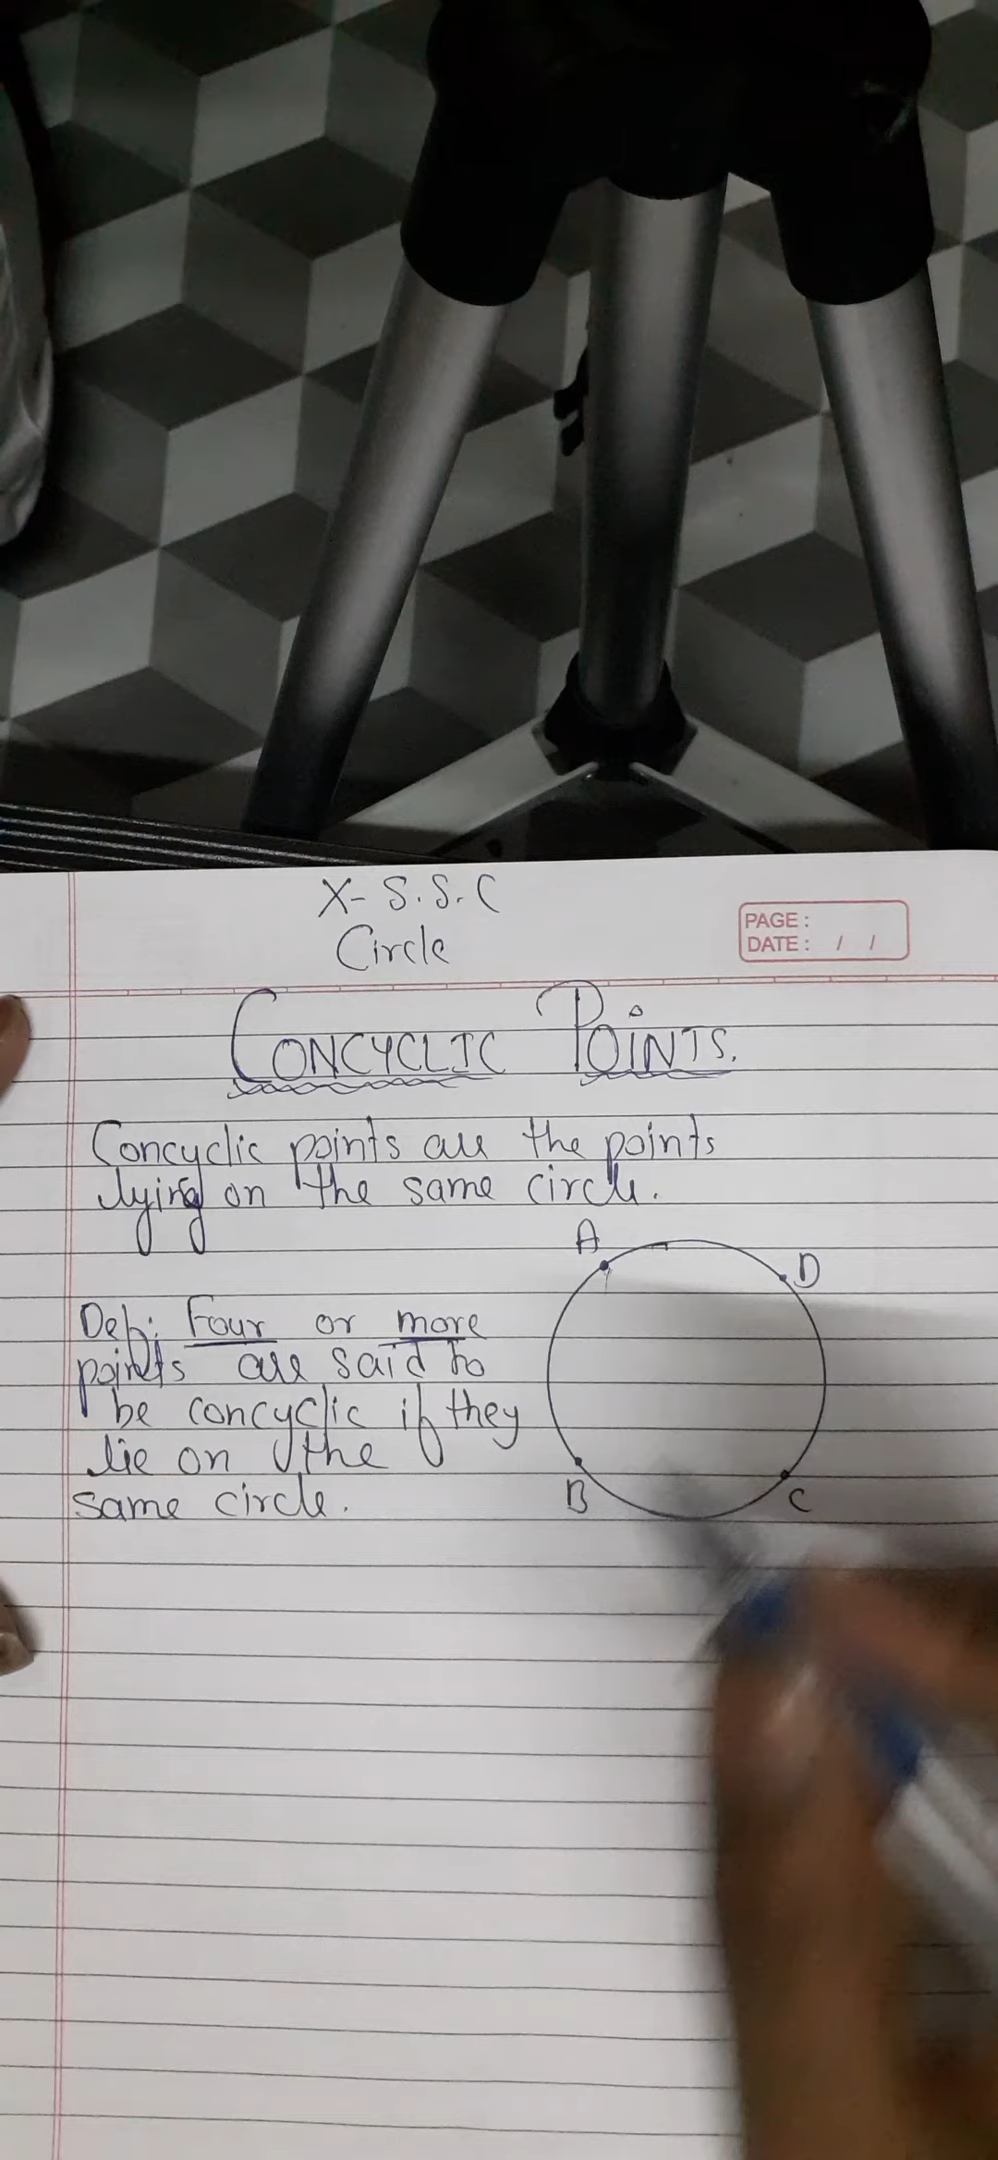 X- S.S.C
Circle
PAGE :
DATE : / /
CONCYCLIC POINTS.
Concyclic points are the points
lying on the same circle.
A
D
Def: Four or more
points are said to
be concyclic if they
lie on the
same circle.
B
C